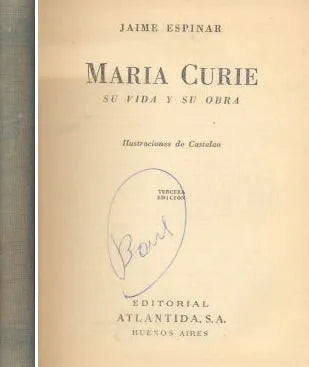 JAIME ESPINAR
MARIA CURIE
SU VIDA Y SU OBRA
Ilustraciones de Castelao
TERCERA
EDICION
EDITORIAL
ATLANTIDA, S.A.
BUENOS AIRES